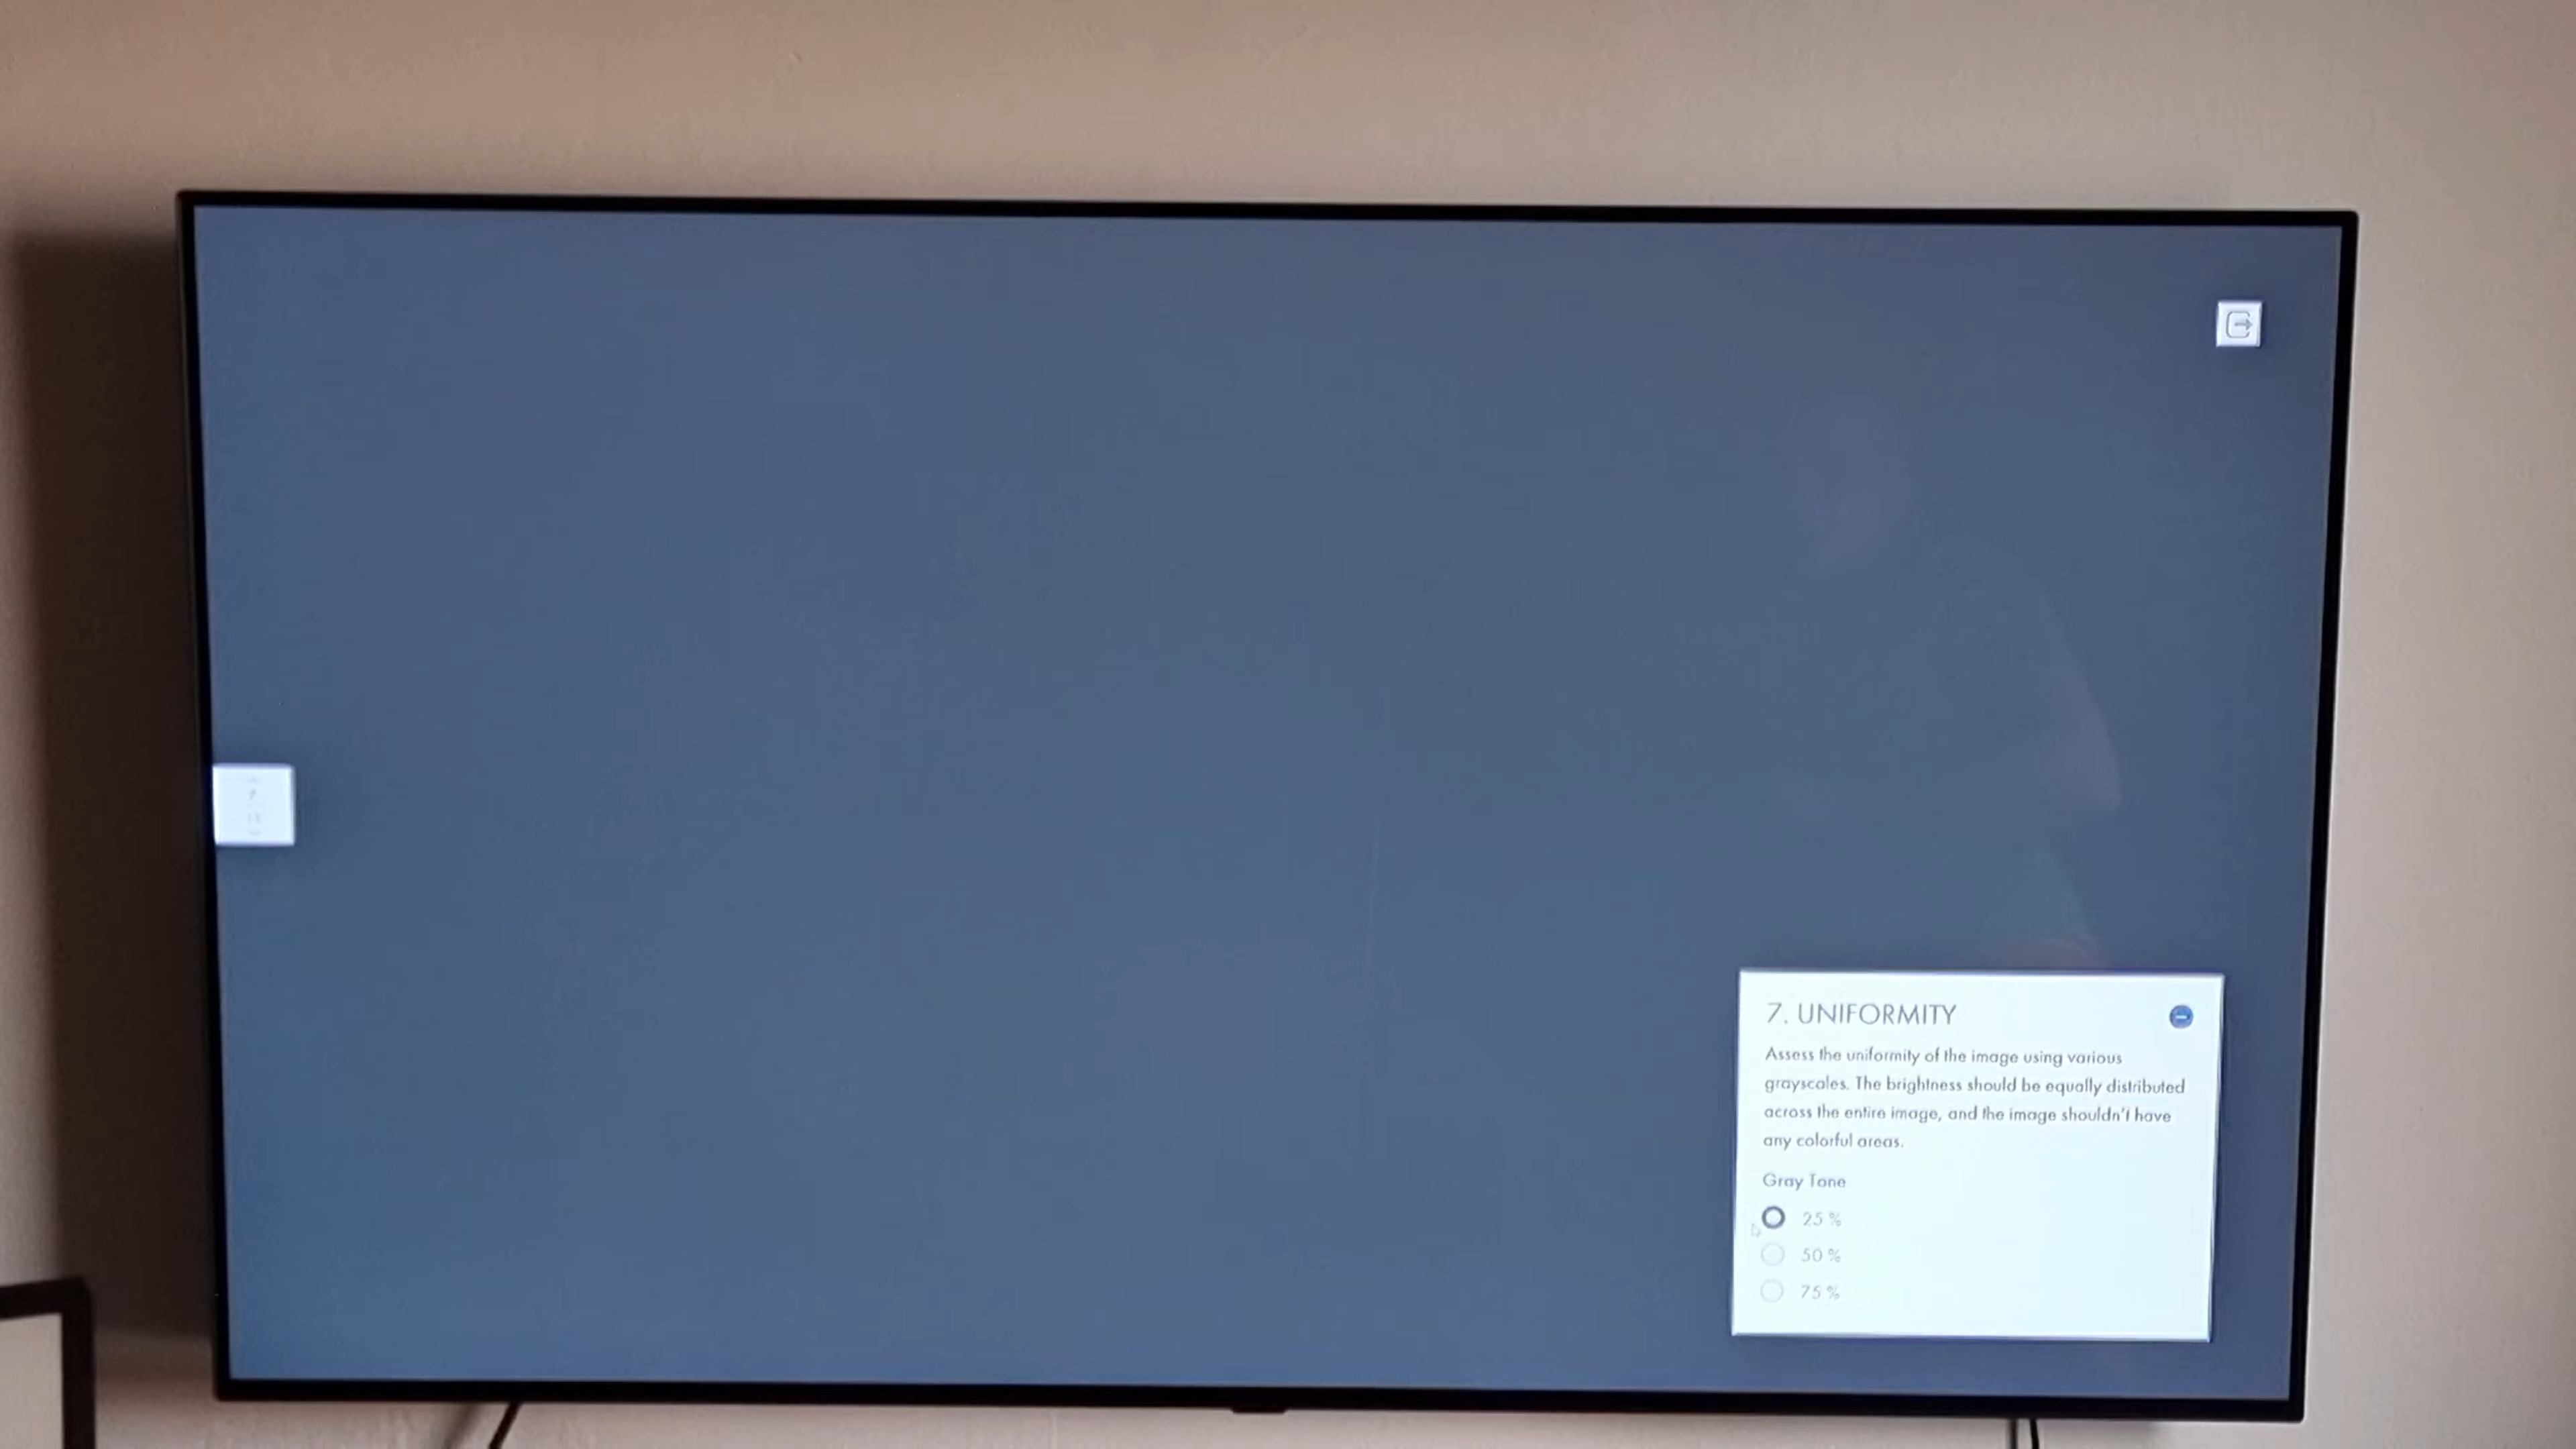 7. UNIFORMITY
Assess the uniformity of the image using various
grayscales. The brightness should be equally distributed
across the entire image, and the image shouldn't have
any colorful areas.
Gray Tone
25 %
50 %
75 %